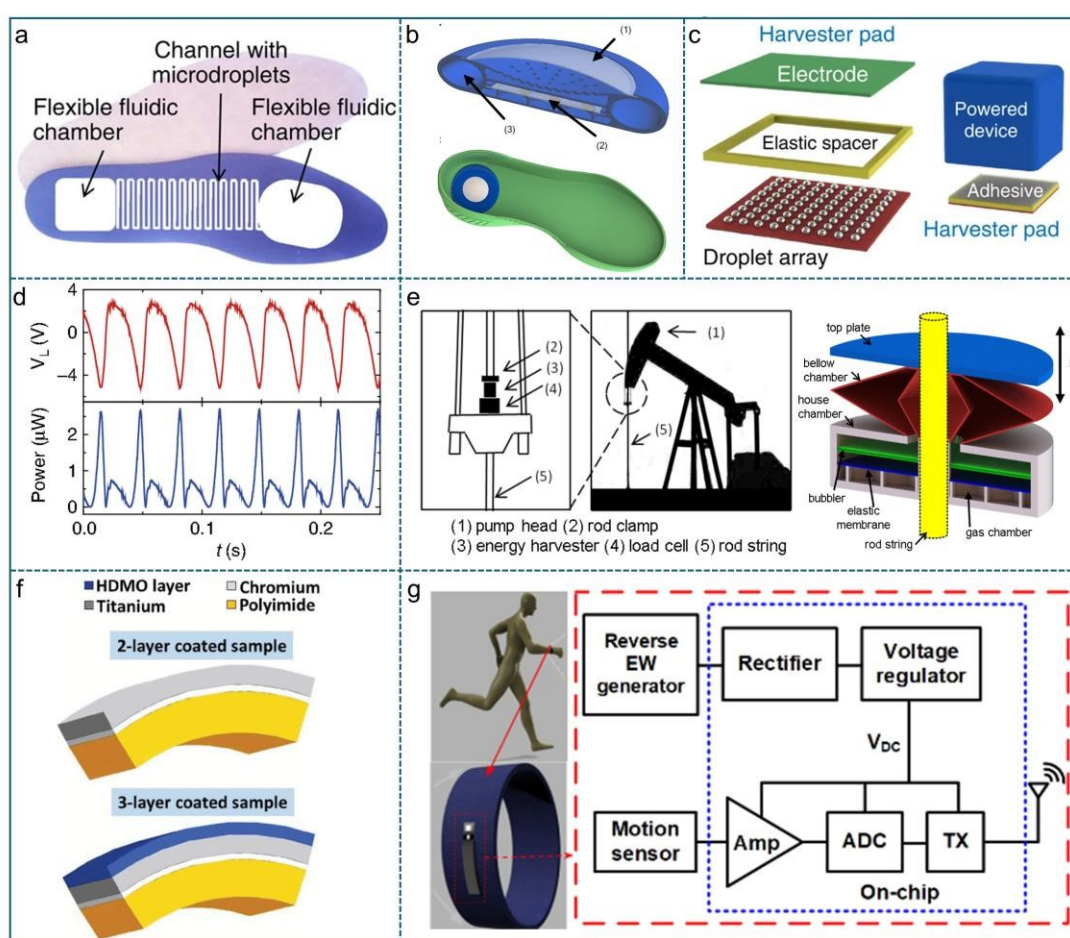 a
Channel with
microdroplets
Flexible fluidic
chamber
Flexible fluidic
chamber
b
(1)
(3)
(2)
c
Harvester pad
Electrode
Elastic spacer
Droplet array
Powered
device
Adhesive
Harvester pad
d
4
0
−4
V_L (V)
2
1
0
Power (µW)
0.0
0.1
0.2
t (s)
e
(2)
(3)
(4)
(5)
(1)
(5)
(1) pump head (2) rod clamp
(3) energy harvester (4) load cell (5) rod string
top plate
bellow
chamber
house
chamber
bubbler
elastic
membrane
gas chamber
rod string
f
HDMO layer
Chromium
Titanium
Polyimide
2-layer coated sample
3-layer coated sample
g
Reverse
EW
generator
Rectifier
Voltage
regulator
V_DC
Motion
sensor
Amp
ADC
TX
On-chip